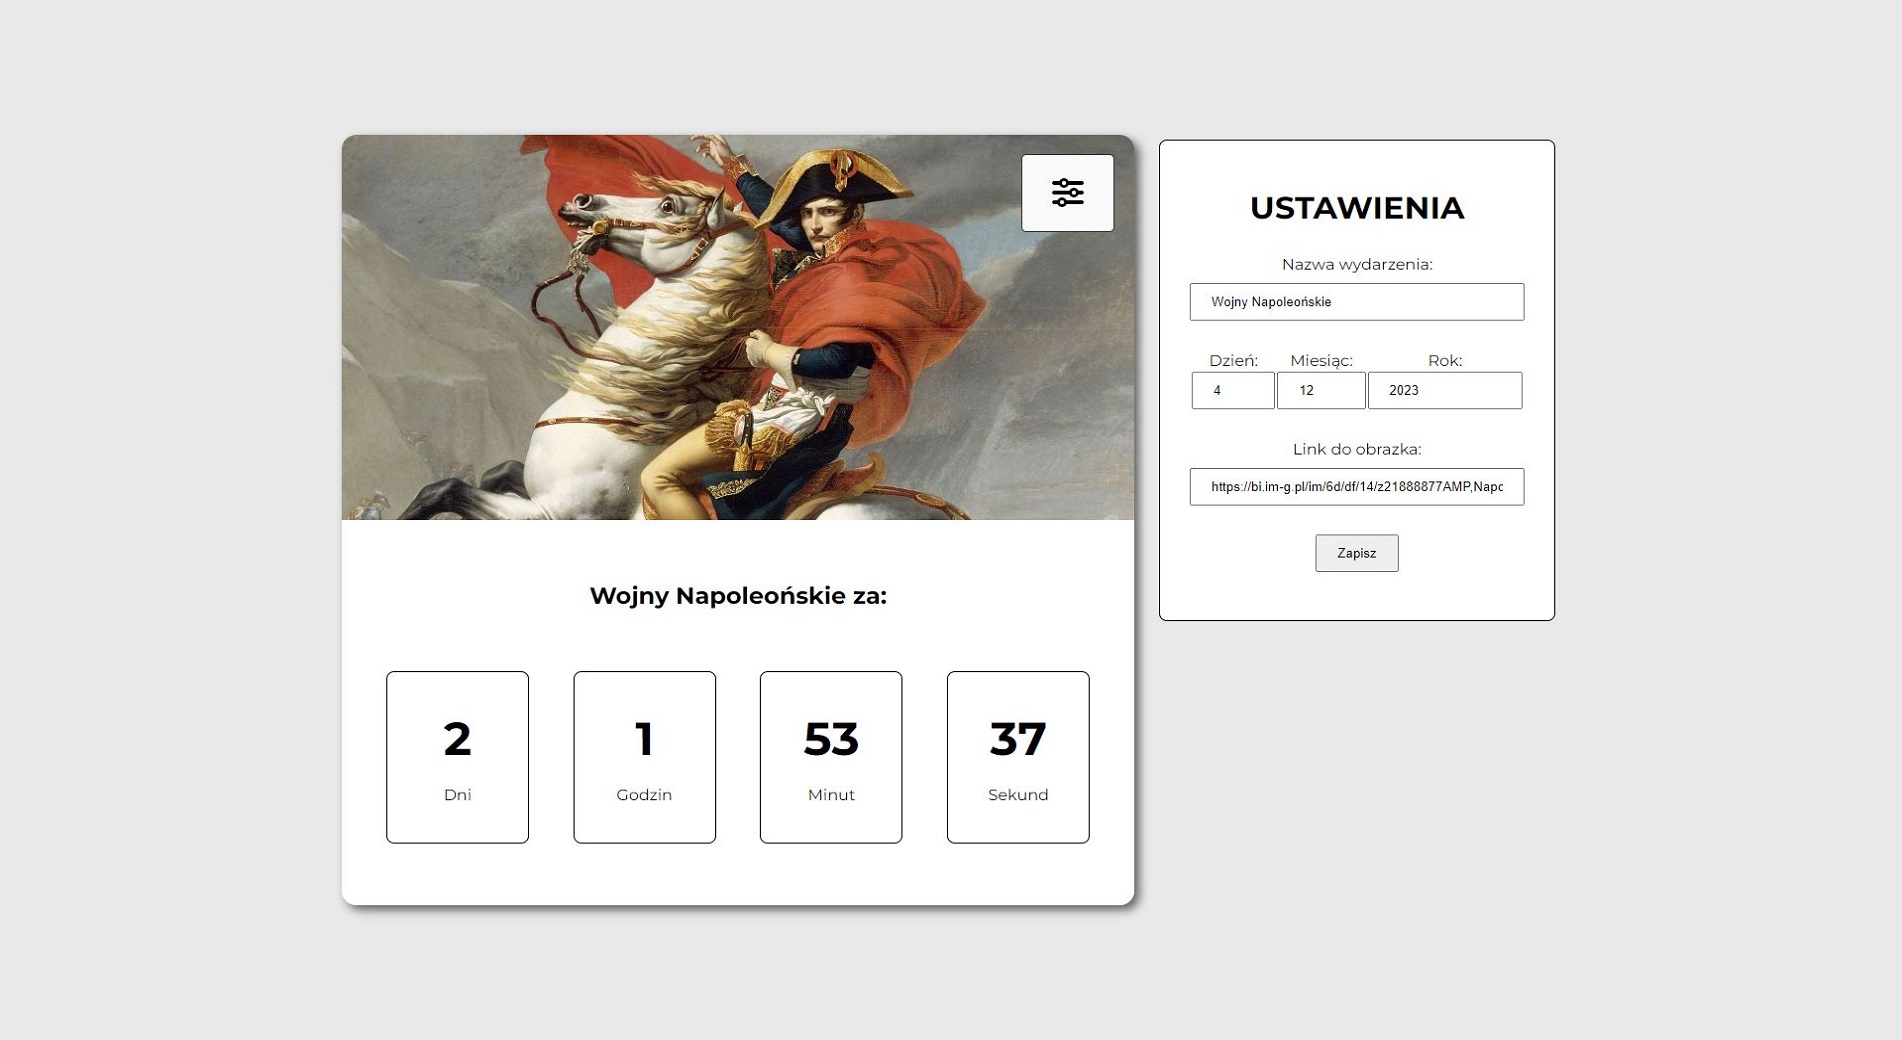 USTAWIENIA
Nazwa wydarzenia:
Wojny Napoleońskie
Dzień: Miesiąc: Rok:
4 12 2023
Link do obrazka:
https://bi.im-g.pl/im/6d/df/14/z21888877AMP,Napo
Zapisz
Wojny Napoleońskie za:
2 1 53 37
Dni Godzin Minut Sekund